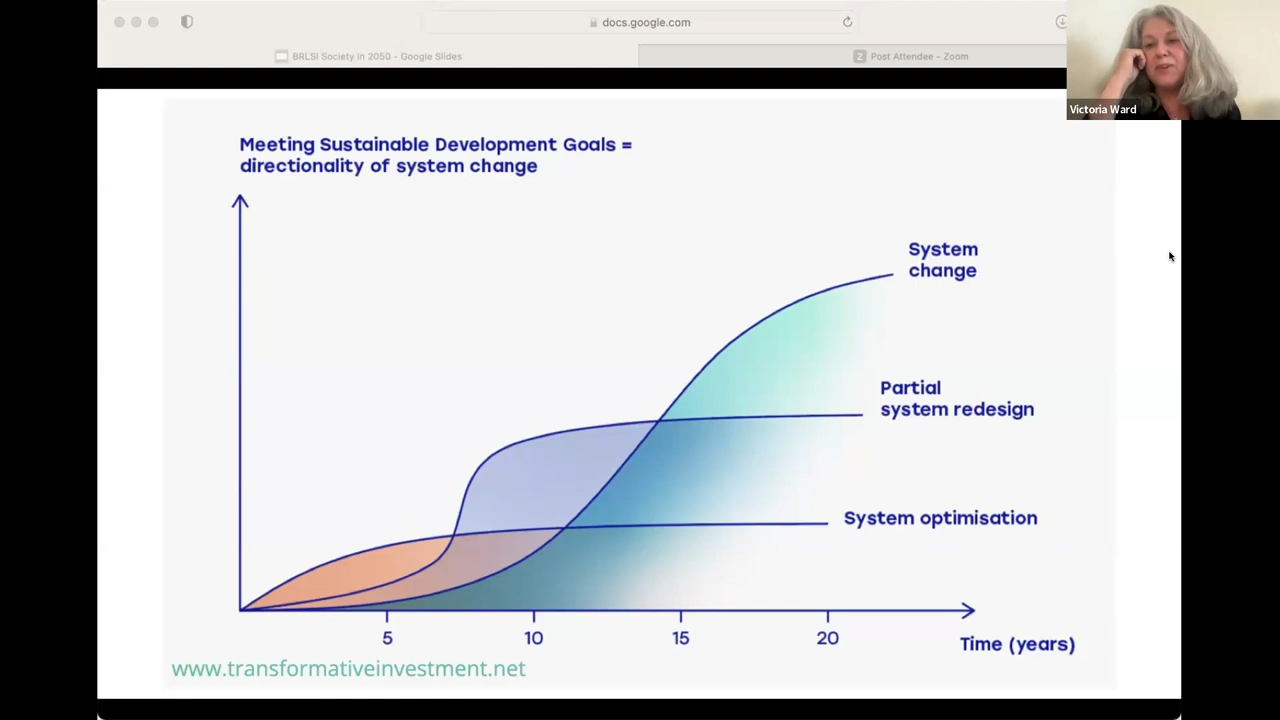 docs.google.com
BRLSI Society in 2050 - Google Slides
Post Attendee - Zoom
Victoria Ward
Meeting Sustainable Development Goals =
directionality of system change
System
change
Partial
system redesign
System optimisation
5
10
15
20
Time (years)
www.transformativeinvestment.net